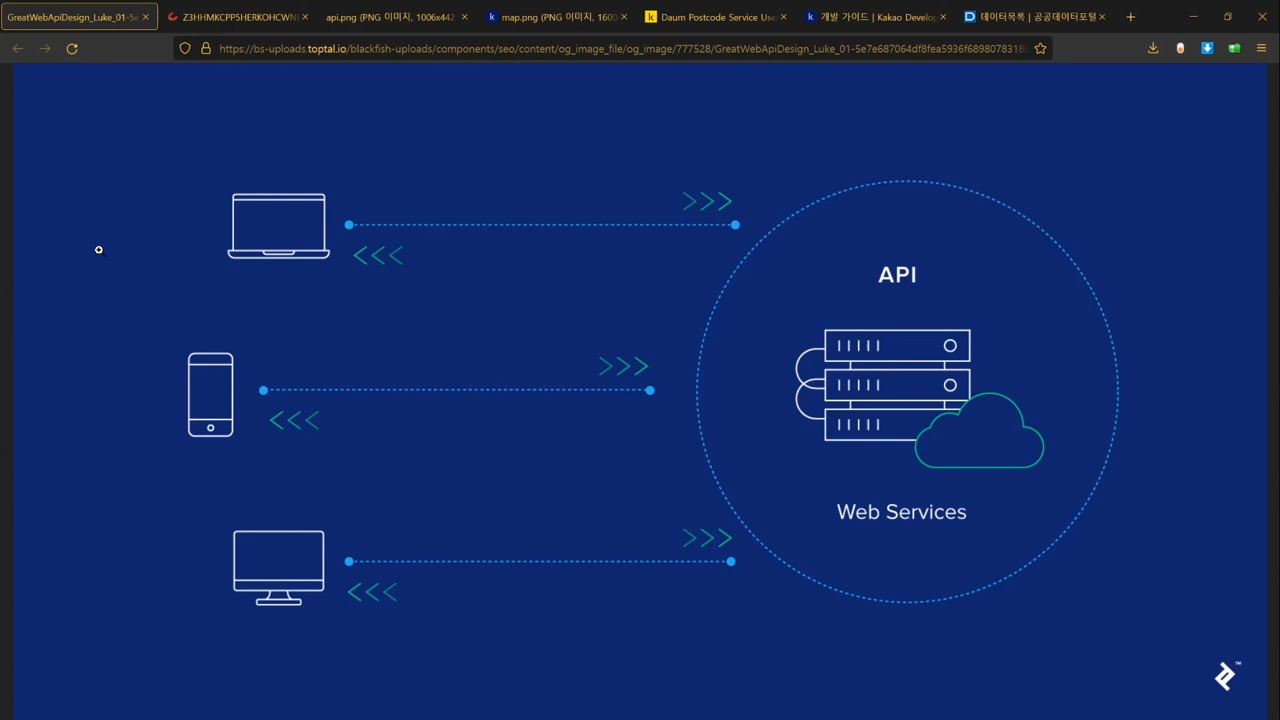 GreatWebApiDesign_Luke_01-5e
Z3HHMKCPP5HERKOHCWN
api.png (PNG 이미지, 1006x442
map.png (PNG 이미지, 1600
Daum Postcode Service Use
개발 가이드 | Kakao Develop
데이터목록 | 공공데이터포털
https://bs-uploads.toptal.io/blackfish-uploads/components/seo/content/og_image_file/og_image/777528/GreatWebApiDesign_Luke_01-5e7e687064df8fea5936f6898078318
API
Web Services